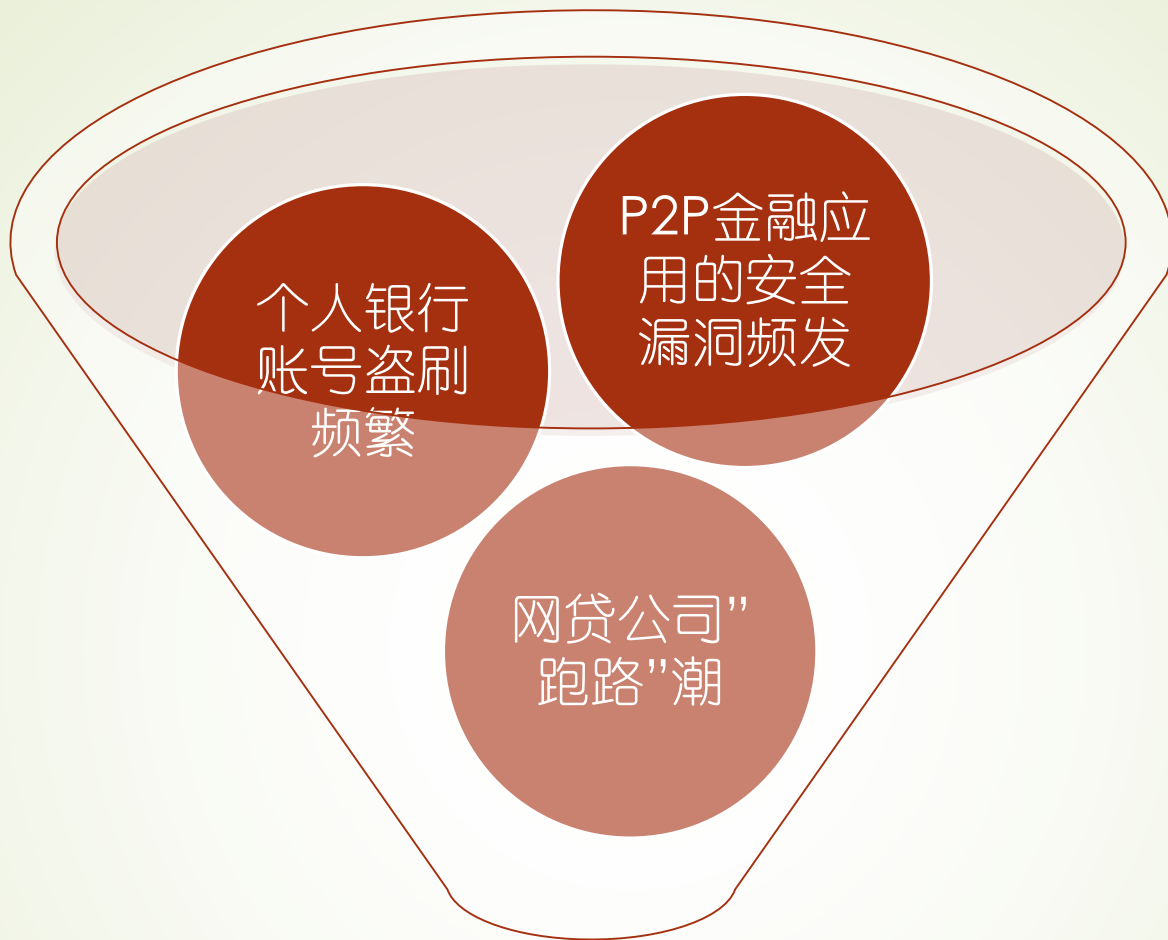 个人银行
账号盗刷
频繁
P2P金融应
用的安全
漏洞频发
网贷公司”
跑路”潮